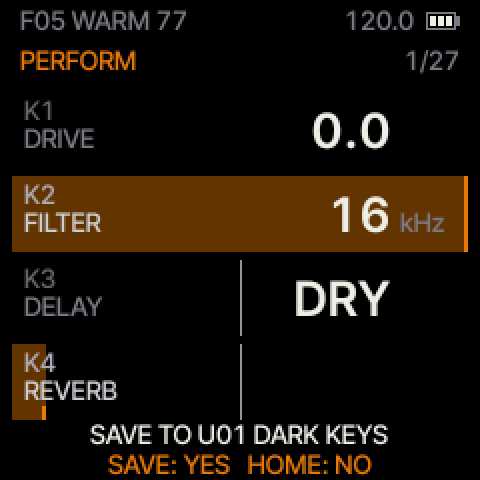 F05 WARM 77 120.0
PERFORM 1/27
K1
DRIVE 0.0
K2
FILTER 16 kHz
K3
DELAY DRY
K4
REVERB
SAVE TO U01 DARK KEYS
SAVE: YES HOME: NO